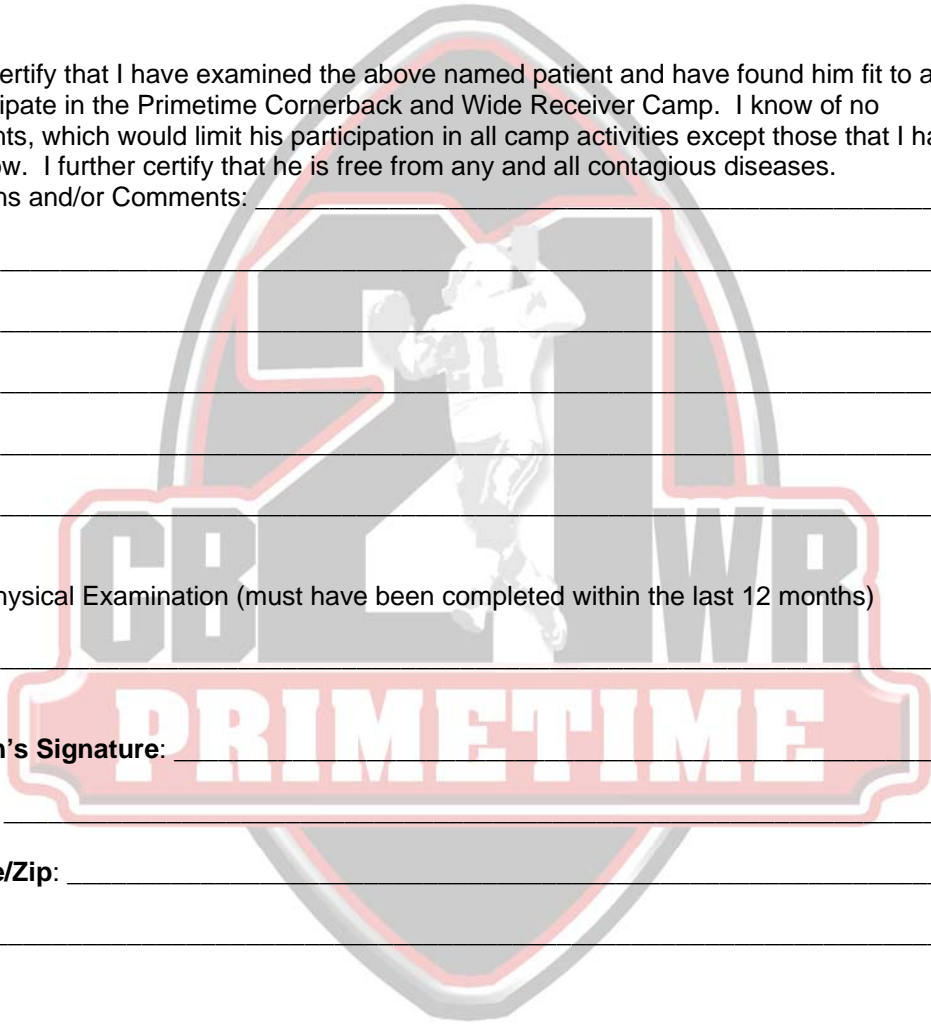 ertify that I have examined the above named patient and have found him fit to a
ipate in the Primetime Cornerback and Wide Receiver Camp. I know of no
nts, which would limit his participation in all camp activities except those that I ha
ow. I further certify that he is free from any and all contagious diseases.
ns and/or Comments:
21
21
CB WR
hysical Examination (must have been completed within the last 12 months)
PRIMETIME
n's Signature:
e/Zip: